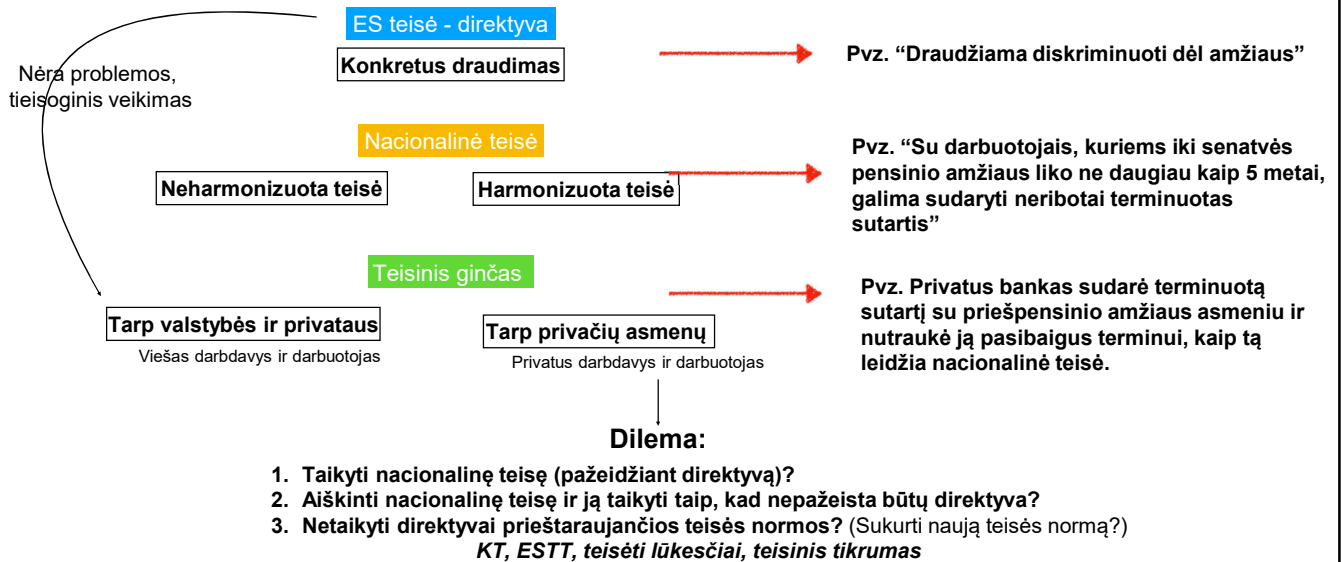 ES teisė - direktyva
Konkretus draudimas
Pvz. “Draudžiama diskriminuoti dėl amžiaus”
Nėra problemos,
tieisoginis veikimas
Nacionalinė teisė
Neharmonizuota teisė
Harmonizuota teisė
Pvz. “Su darbuotojais, kuriems iki senatvės
pensinio amžiaus liko ne daugiau kaip 5 metai,
galima sudaryti neribotai terminuotas
sutartis”
Teisinis ginčas
Tarp valstybės ir privataus
Viešas darbdavys ir darbuotojas
Tarp privačių asmenų
Privatus darbdavys ir darbuotojas
Pvz. Privatus bankas sudarė terminuotą
sutartį su priešpensinio amžiaus asmeniu ir
nutraukė ją pasibaigus terminui, kaip tą
leidžia nacionalinė teisė.
Dilema:
1. Taikyti nacionalinę teisę (pažeidžiant direktyvą)?
2. Aiškinti nacionalinę teisę ir ją taikyti taip, kad nepažeista būtų direktyva?
3. Netaikyti direktyvai prieštaraujančios teisės normos? (Sukurti naują teisės normą?)
KT, ESTT, teisėti lūkesčiai, teisinis tikrumas